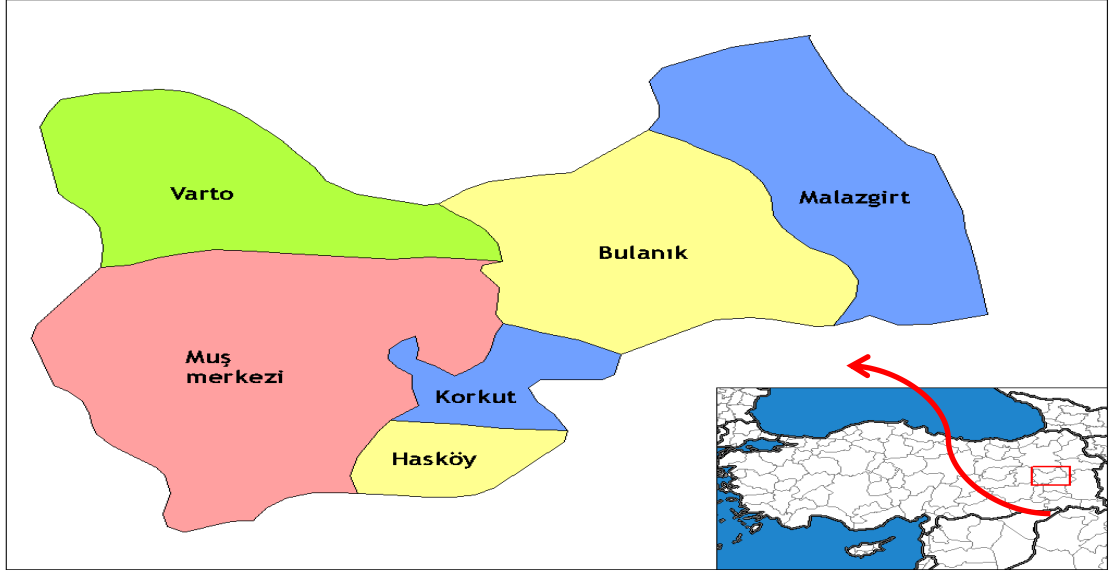 Varto
Malazgirt
Bulanık
Muş
merkezi
Korkut
Hasköy